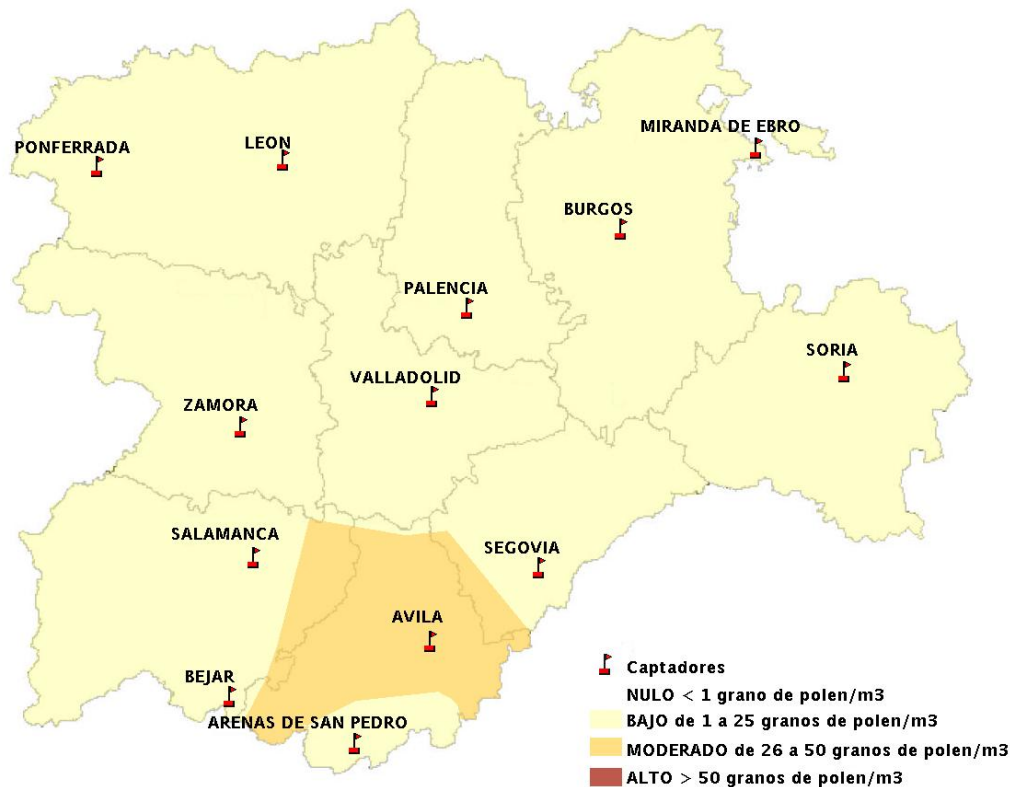 MIRANDA DE EBRO
PONFERRADA
LEON
BURGOS
PALENCIA
SORIA
VALLADOLID
ZAMORA
SALAMANCA
SEGOVIA
AVILA
BEJAR
ARENAS DE SAN PEDRO
Captadores
NULO < 1 grano de polen/m3
BAJO de 1 a 25 granos de polen/m3
MODERADO de 26 a 50 granos de polen/m3
ALTO > 50 granos de polen/m3